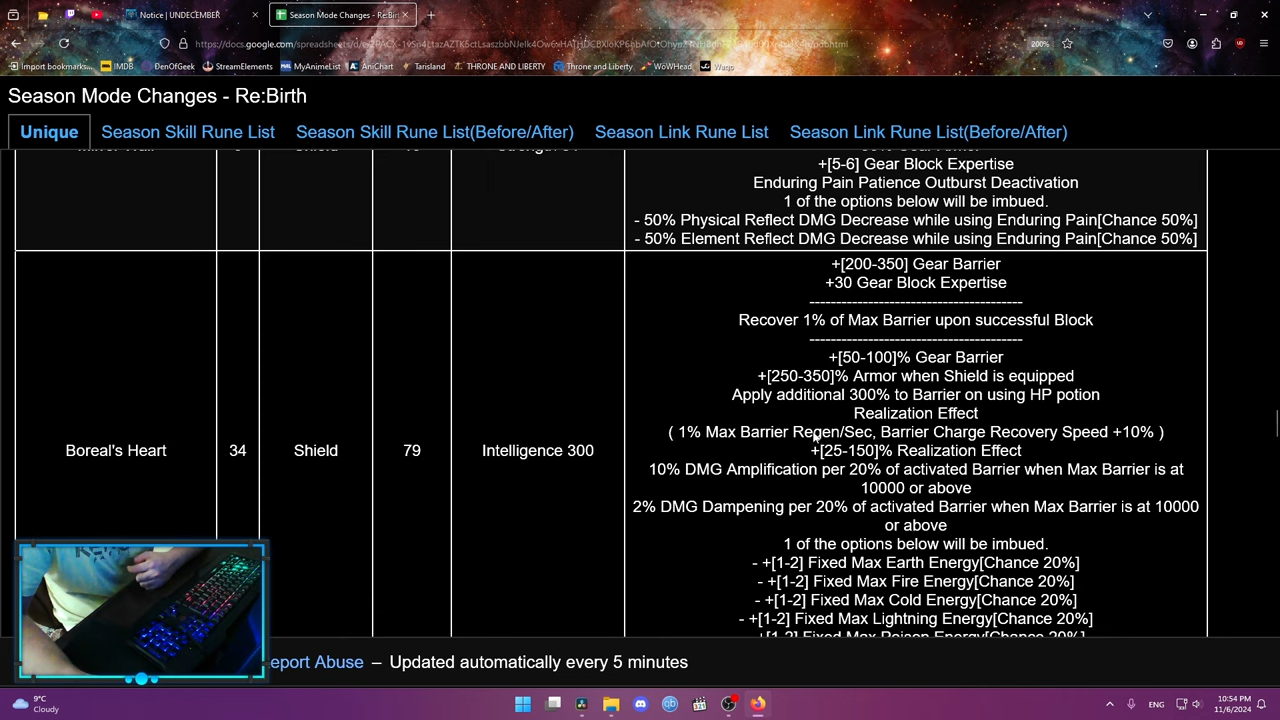 Notice | UNDECEMBER
Season Mode Changes - Re:Birth
200%
Import bookmarks...
IMDB
DenOfGeek
StreamElements
MyAnimeList
AniChart
Tarisland
THRONE AND LIBERTY
Throne and Liberty
WoWHead
Waqo
Season Mode Changes - Re:Birth
Unique
Season Skill Rune List
Season Skill Rune List(Before/After)
Season Link Rune List
Season Link Rune List(Before/After)
+[5-6] Gear Block Expertise
Enduring Pain Patience Outburst Deactivation
1 of the options below will be imbued.
- 50% Physical Reflect DMG Decrease while using Enduring Pain[Chance 50%]
- 50% Element Reflect DMG Decrease while using Enduring Pain[Chance 50%]
Boreal's Heart
34
Shield
79
Intelligence 300
+[200-350] Gear Barrier
+30 Gear Block Expertise
----------------------------------------
Recover 1% of Max Barrier upon successful Block
----------------------------------------
+[50-100]% Gear Barrier
+[250-350]% Armor when Shield is equipped
Apply additional 300% to Barrier on using HP potion
Realization Effect
( 1% Max Barrier Regen/Sec, Barrier Charge Recovery Speed +10% )
+[25-150]% Realization Effect
10% DMG Amplification per 20% of activated Barrier when Max Barrier is at
10000 or above
2% DMG Dampening per 20% of activated Barrier when Max Barrier is at 10000
or above
1 of the options below will be imbued.
- +[1-2] Fixed Max Earth Energy[Chance 20%]
- +[1-2] Fixed Max Fire Energy[Chance 20%]
- +[1-2] Fixed Max Cold Energy[Chance 20%]
- +[1-2] Fixed Max Lightning Energy[Chance 20%]
- +[1-2] Fixed Max Poison Energy[Chance 20%]
eport Abuse – Updated automatically every 5 minutes
9°C
Cloudy
ENG
10:54 PM
11/6/2024